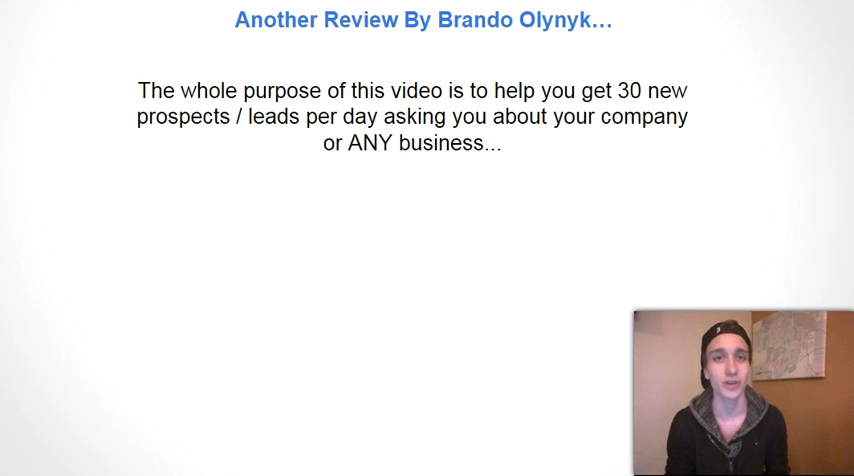 Another Review By Brando Olynyk…
The whole purpose of this video is to help you get 30 new
prospects / leads per day asking you about your company
or ANY business...